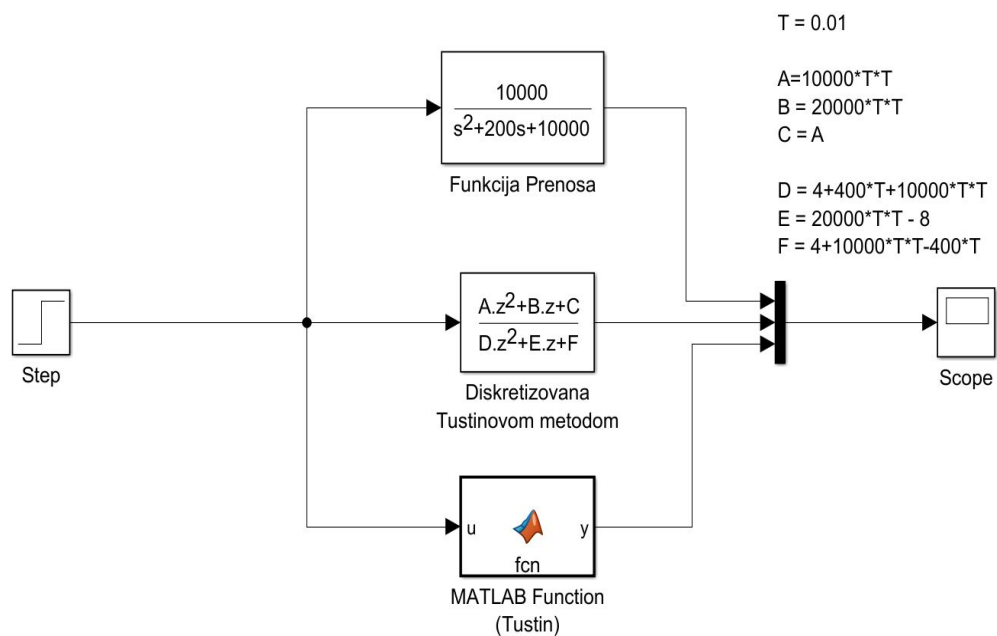 T = 0.01
A=10000*T*T
B = 20000*T*T
C = A
D = 4+400*T+10000*T*T
E = 20000*T*T - 8
F = 4+10000*T*T-400*T
10000
s²+200s+10000
Funkcija Prenosa
Step
A.z²+B.z+C
D.z²+E.z+F
Diskretizovana
Tustinovom metodom
Scope
u
y
fcn
MATLAB Function
(Tustin)